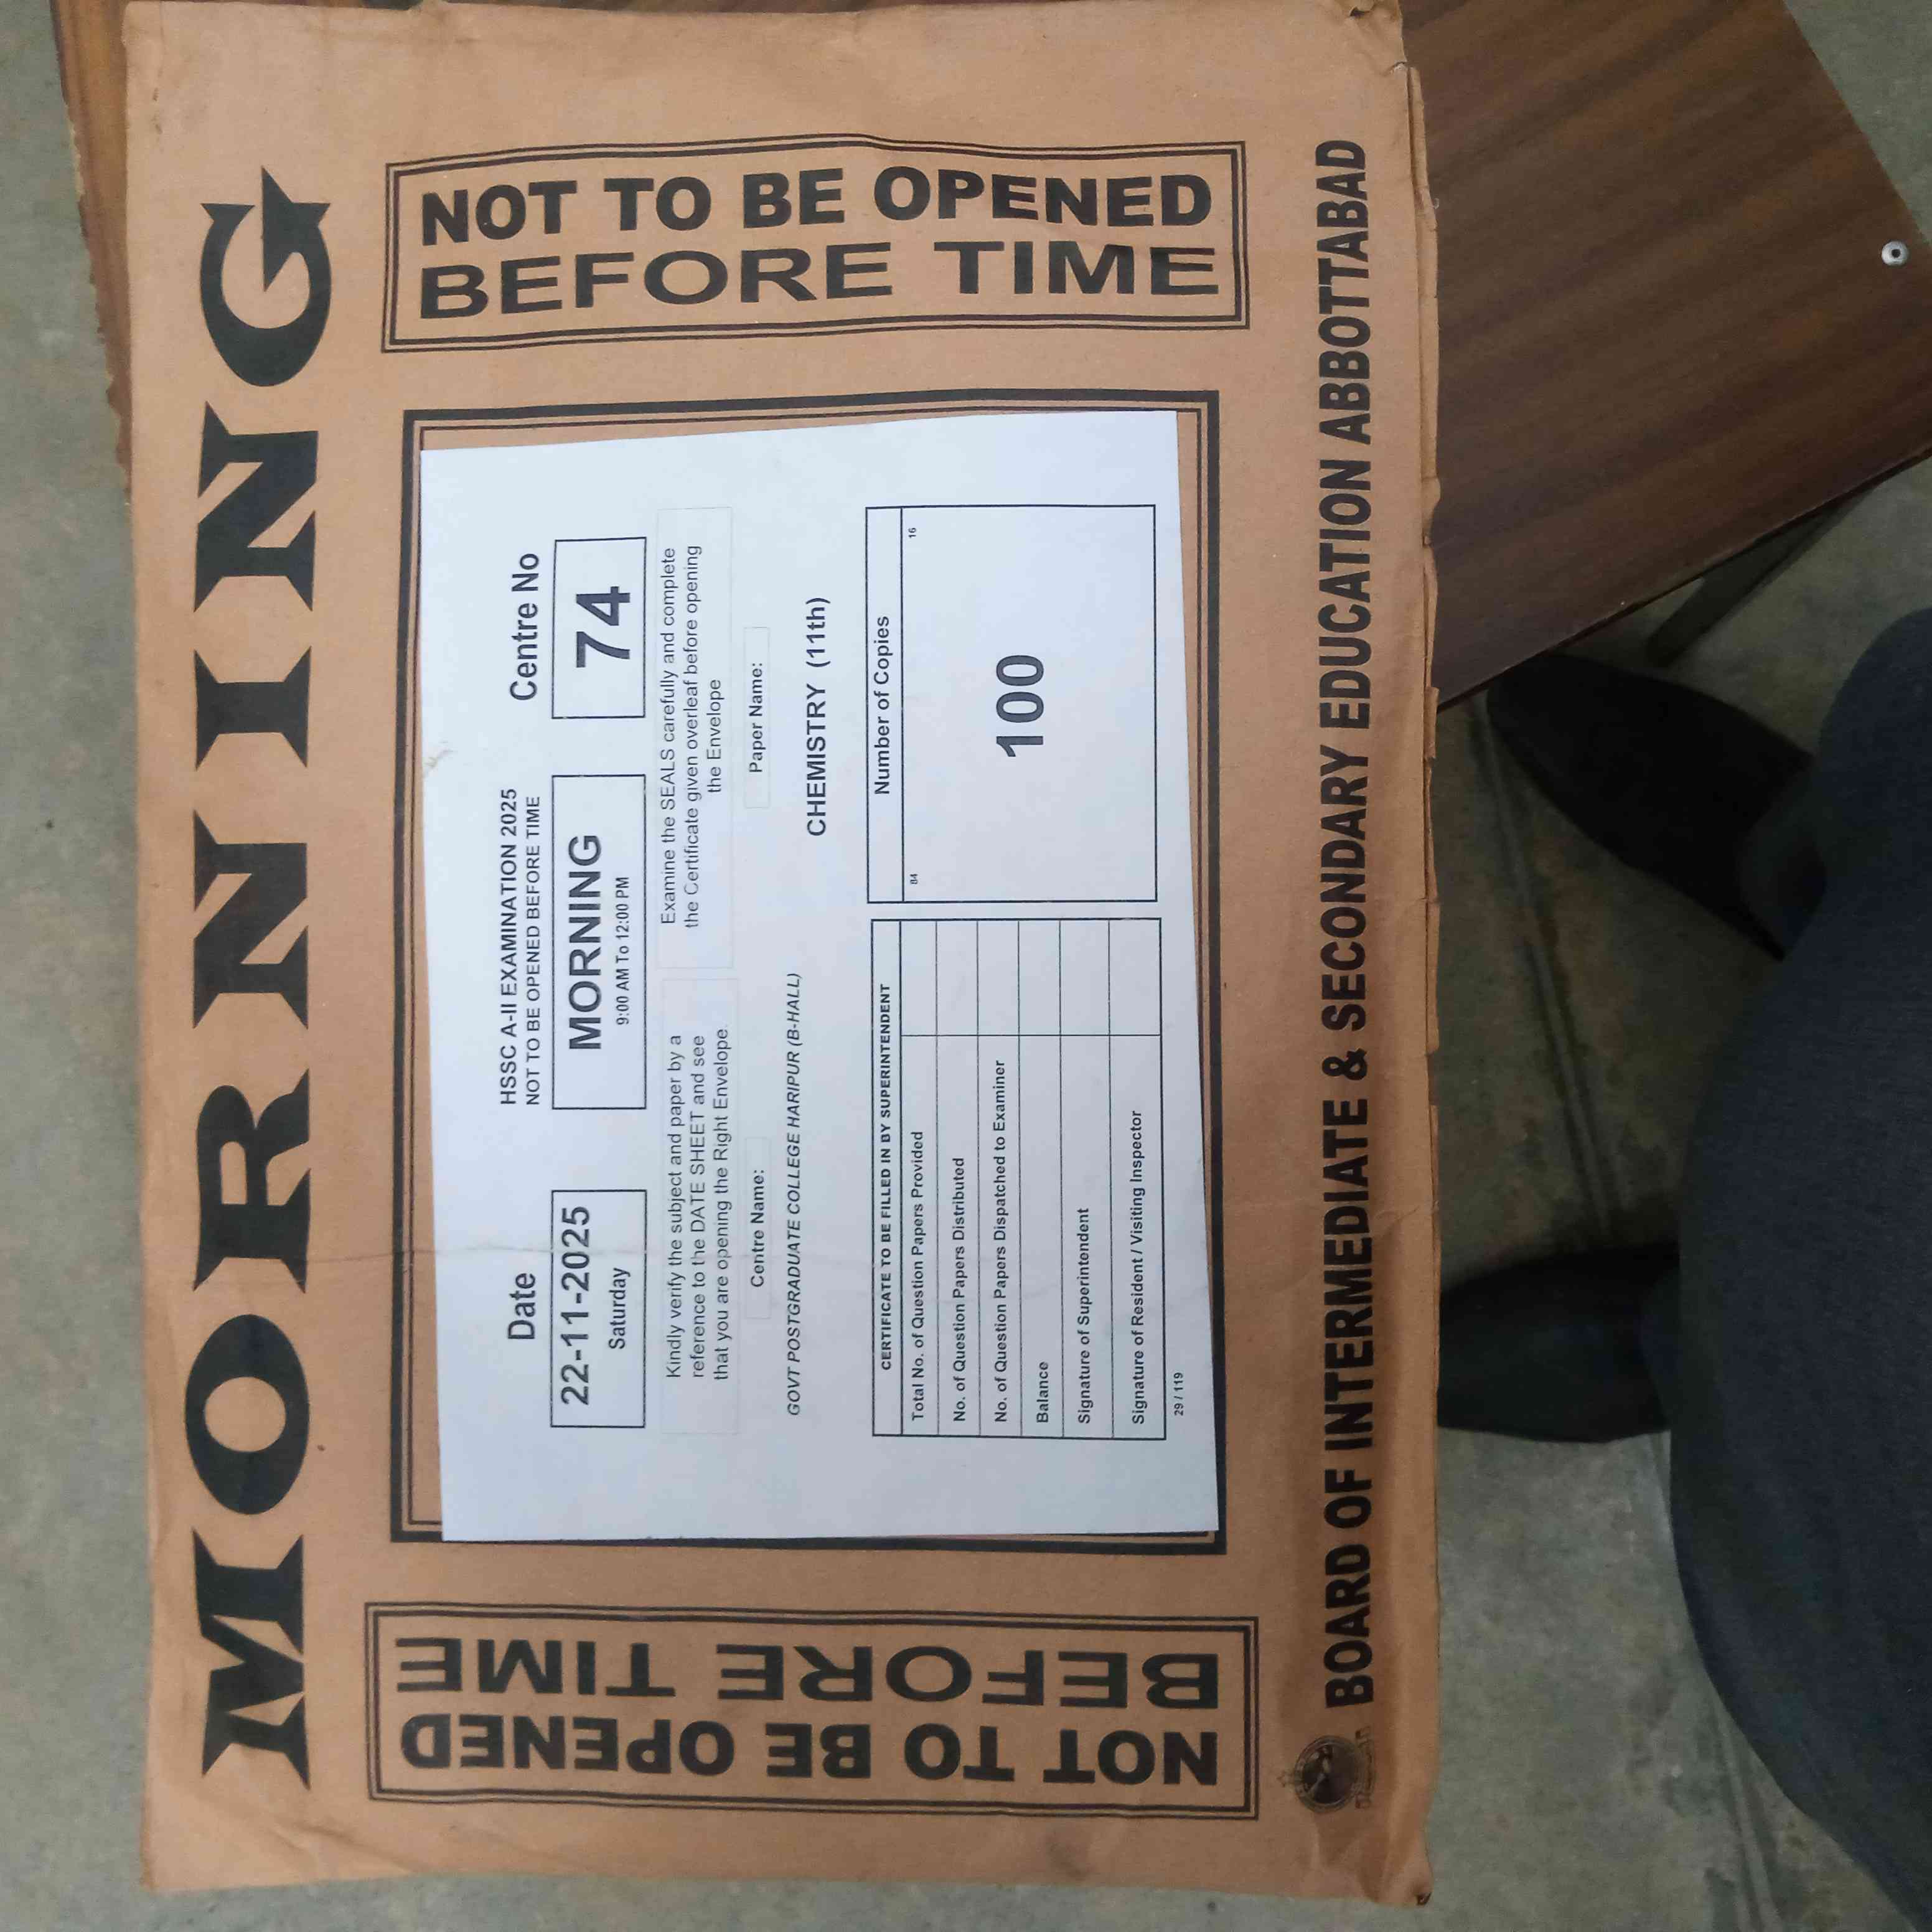 MORNING
NOT TO BE OPENED
BEFORE TIME
HSSC A-II EXAMINATION 2025
NOT TO BE OPENED BEFORE TIME
Date
22-11-2025
Saturday
MORNING
9:00 AM To 12:00 PM
Centre No
74
Kindly verify the subject and paper by a
reference to the DATE SHEET and see
that you are opening the Right Envelope
Examine the SEALS carefully and complete
the Certificate given overleaf before opening
the Envelope
Centre Name:
GOVT POSTGRADUATE COLLEGE HARIPUR (B-HALL)
Paper Name:
CHEMISTRY (11th)
CERTIFICATE TO BE FILLED IN BY SUPERINTENDENT
Total No. of Question Papers Provided
No. of Question Papers Distributed
No. of Question Papers Dispatched to Examiner
Balance
Signature of Superintendent
Signature of Resident / Visiting Inspector
Number of Copies
84 16
100
29 / 119
NOT TO BE OPENED
BEFORE TIME
BOARD OF INTERMEDIATE & SECONDARY EDUCATION ABBOTTABAD